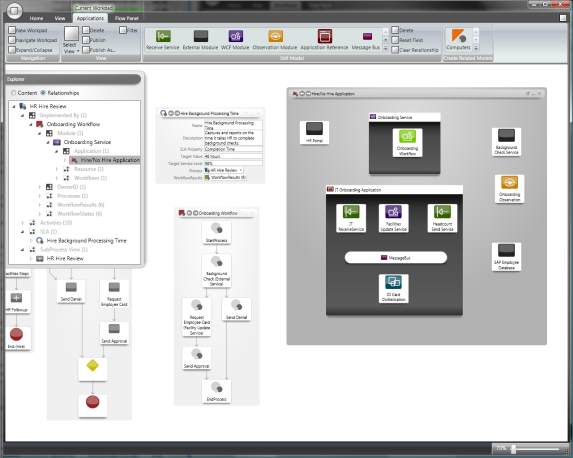 Current Workpad
Home
View
Applications
Flow Panel
New Workpad
Navigate Workpad
Expand/Collapse
Navigation
Select View
Delete
Publish
Publish As...
Filter
View
Receive Service
External Module
WCF Module
Observation Module
Application Reference
Message Bus
Edit Model
Delete
Reset Field
Clear Relationship
Computers
Create Related Models
Explorer
Content
Relationships
HR Hire Review
Implemented By (1)
Onboarding Workflow
Module (1)
Onboarding Service
Application (1)
Hire/No Hire Application
Resource (1)
Workflows (1)
OwnerID (1)
Processes (1)
WorkflowResults (6)
WorkflowStates (2)
Activities (10)
SLA (1)
Hire Background Processing Time
SubProcess View (1)
HR Hire Review
Facilities Steps
HR Followup
End (Hire)
Send Denial
Request Employee Card
Send Approval
Hire Background Processing Time
Name
Hire Background Processing Time
Description
Captures and reports on the time it takes HR to complete background checks.
SLA Property
Completion Time
Target Value
48 hours
Target Service Level
98%
Process
HR Hire Review
WorkflowResults
WorkflowResults (6
Onboarding Workflow
StartProcess
Background Check (External Service)
Request Employee Card (Facility Update Service)
Send Denial
Send Approval
EndProcess
Hire/No Hire Application
HR Portal
Onboarding Service
Onboarding Workflow
Background Check Service
Onboarding Observation
SAP Employee Database
IT Onboarding Application
IT ReceiveService
Facilities Update Service
Headcount Send Service
MessageBus
ID Card Orchestration
71%